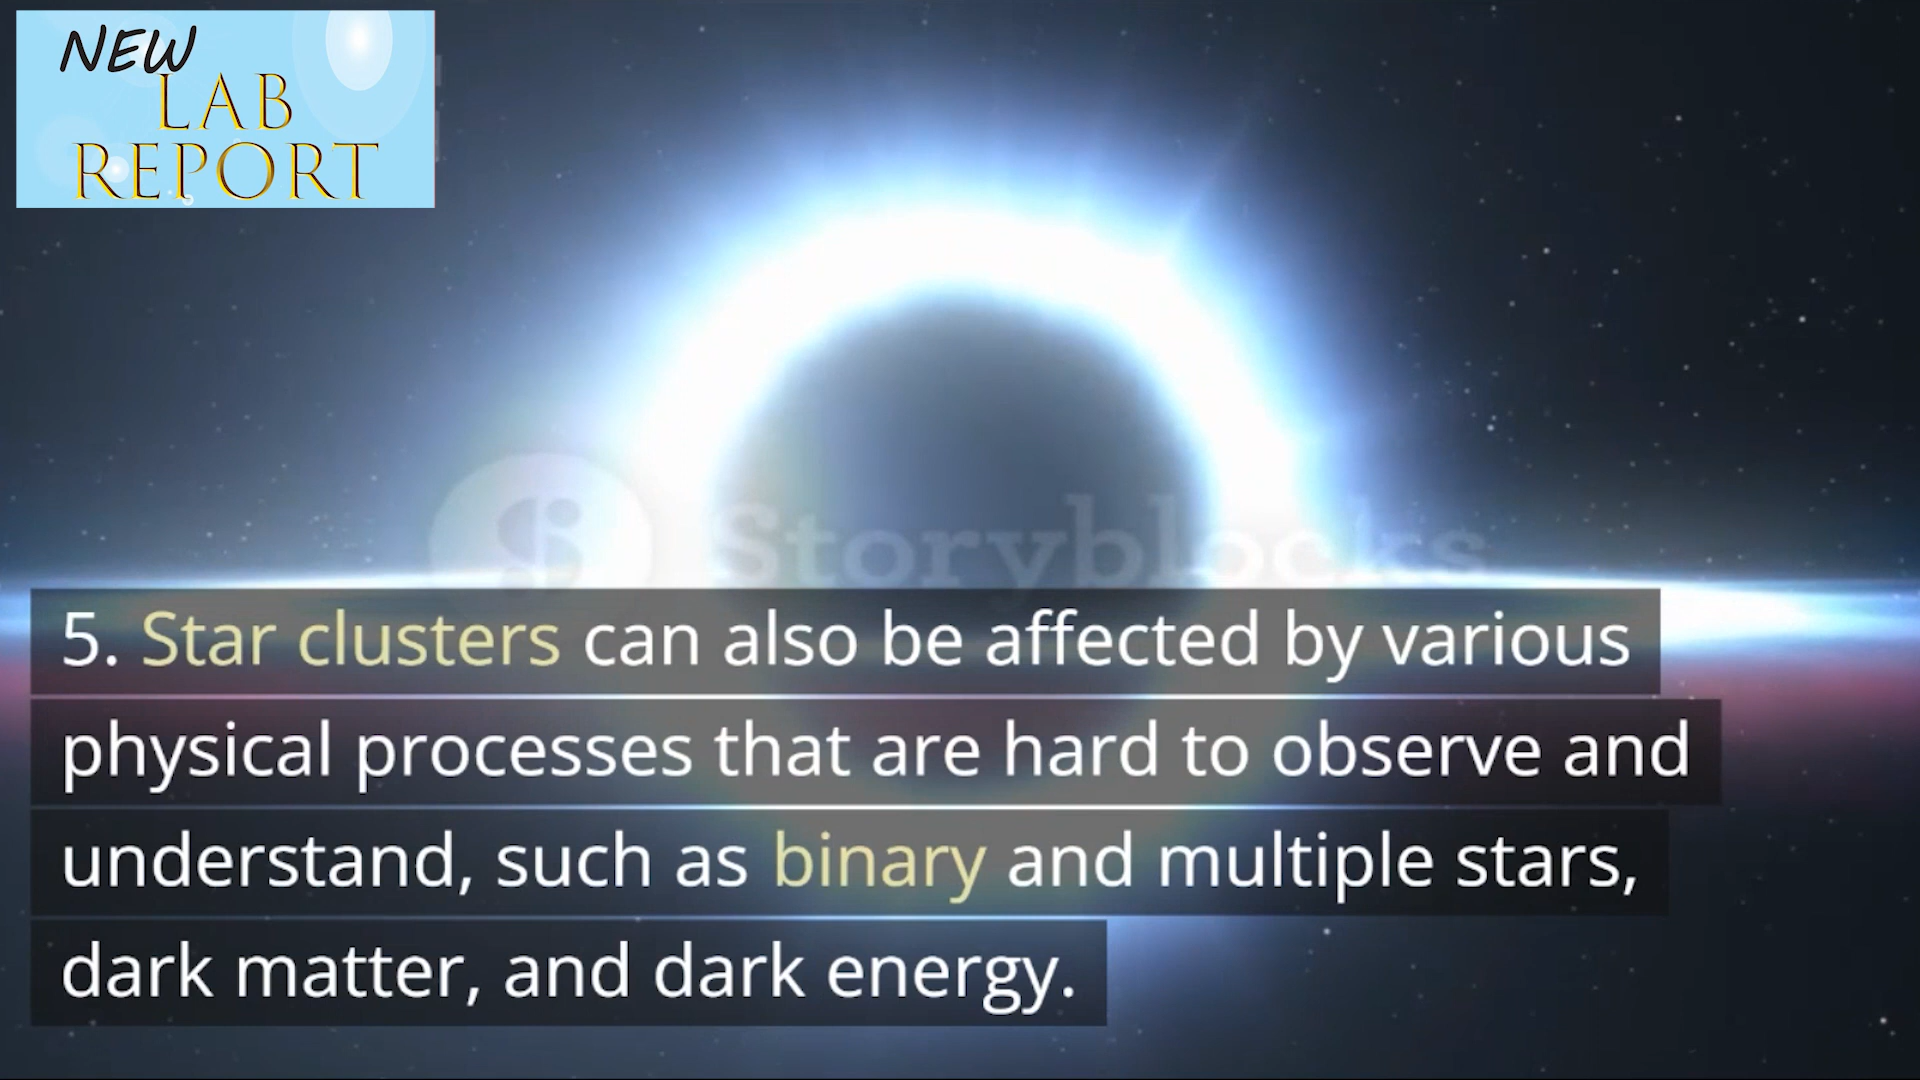 NEW
LAB
REPORT
Storyblocks
5. Star clusters can also be affected by various
physical processes that are hard to observe and
understand, such as binary and multiple stars,
dark matter, and dark energy.